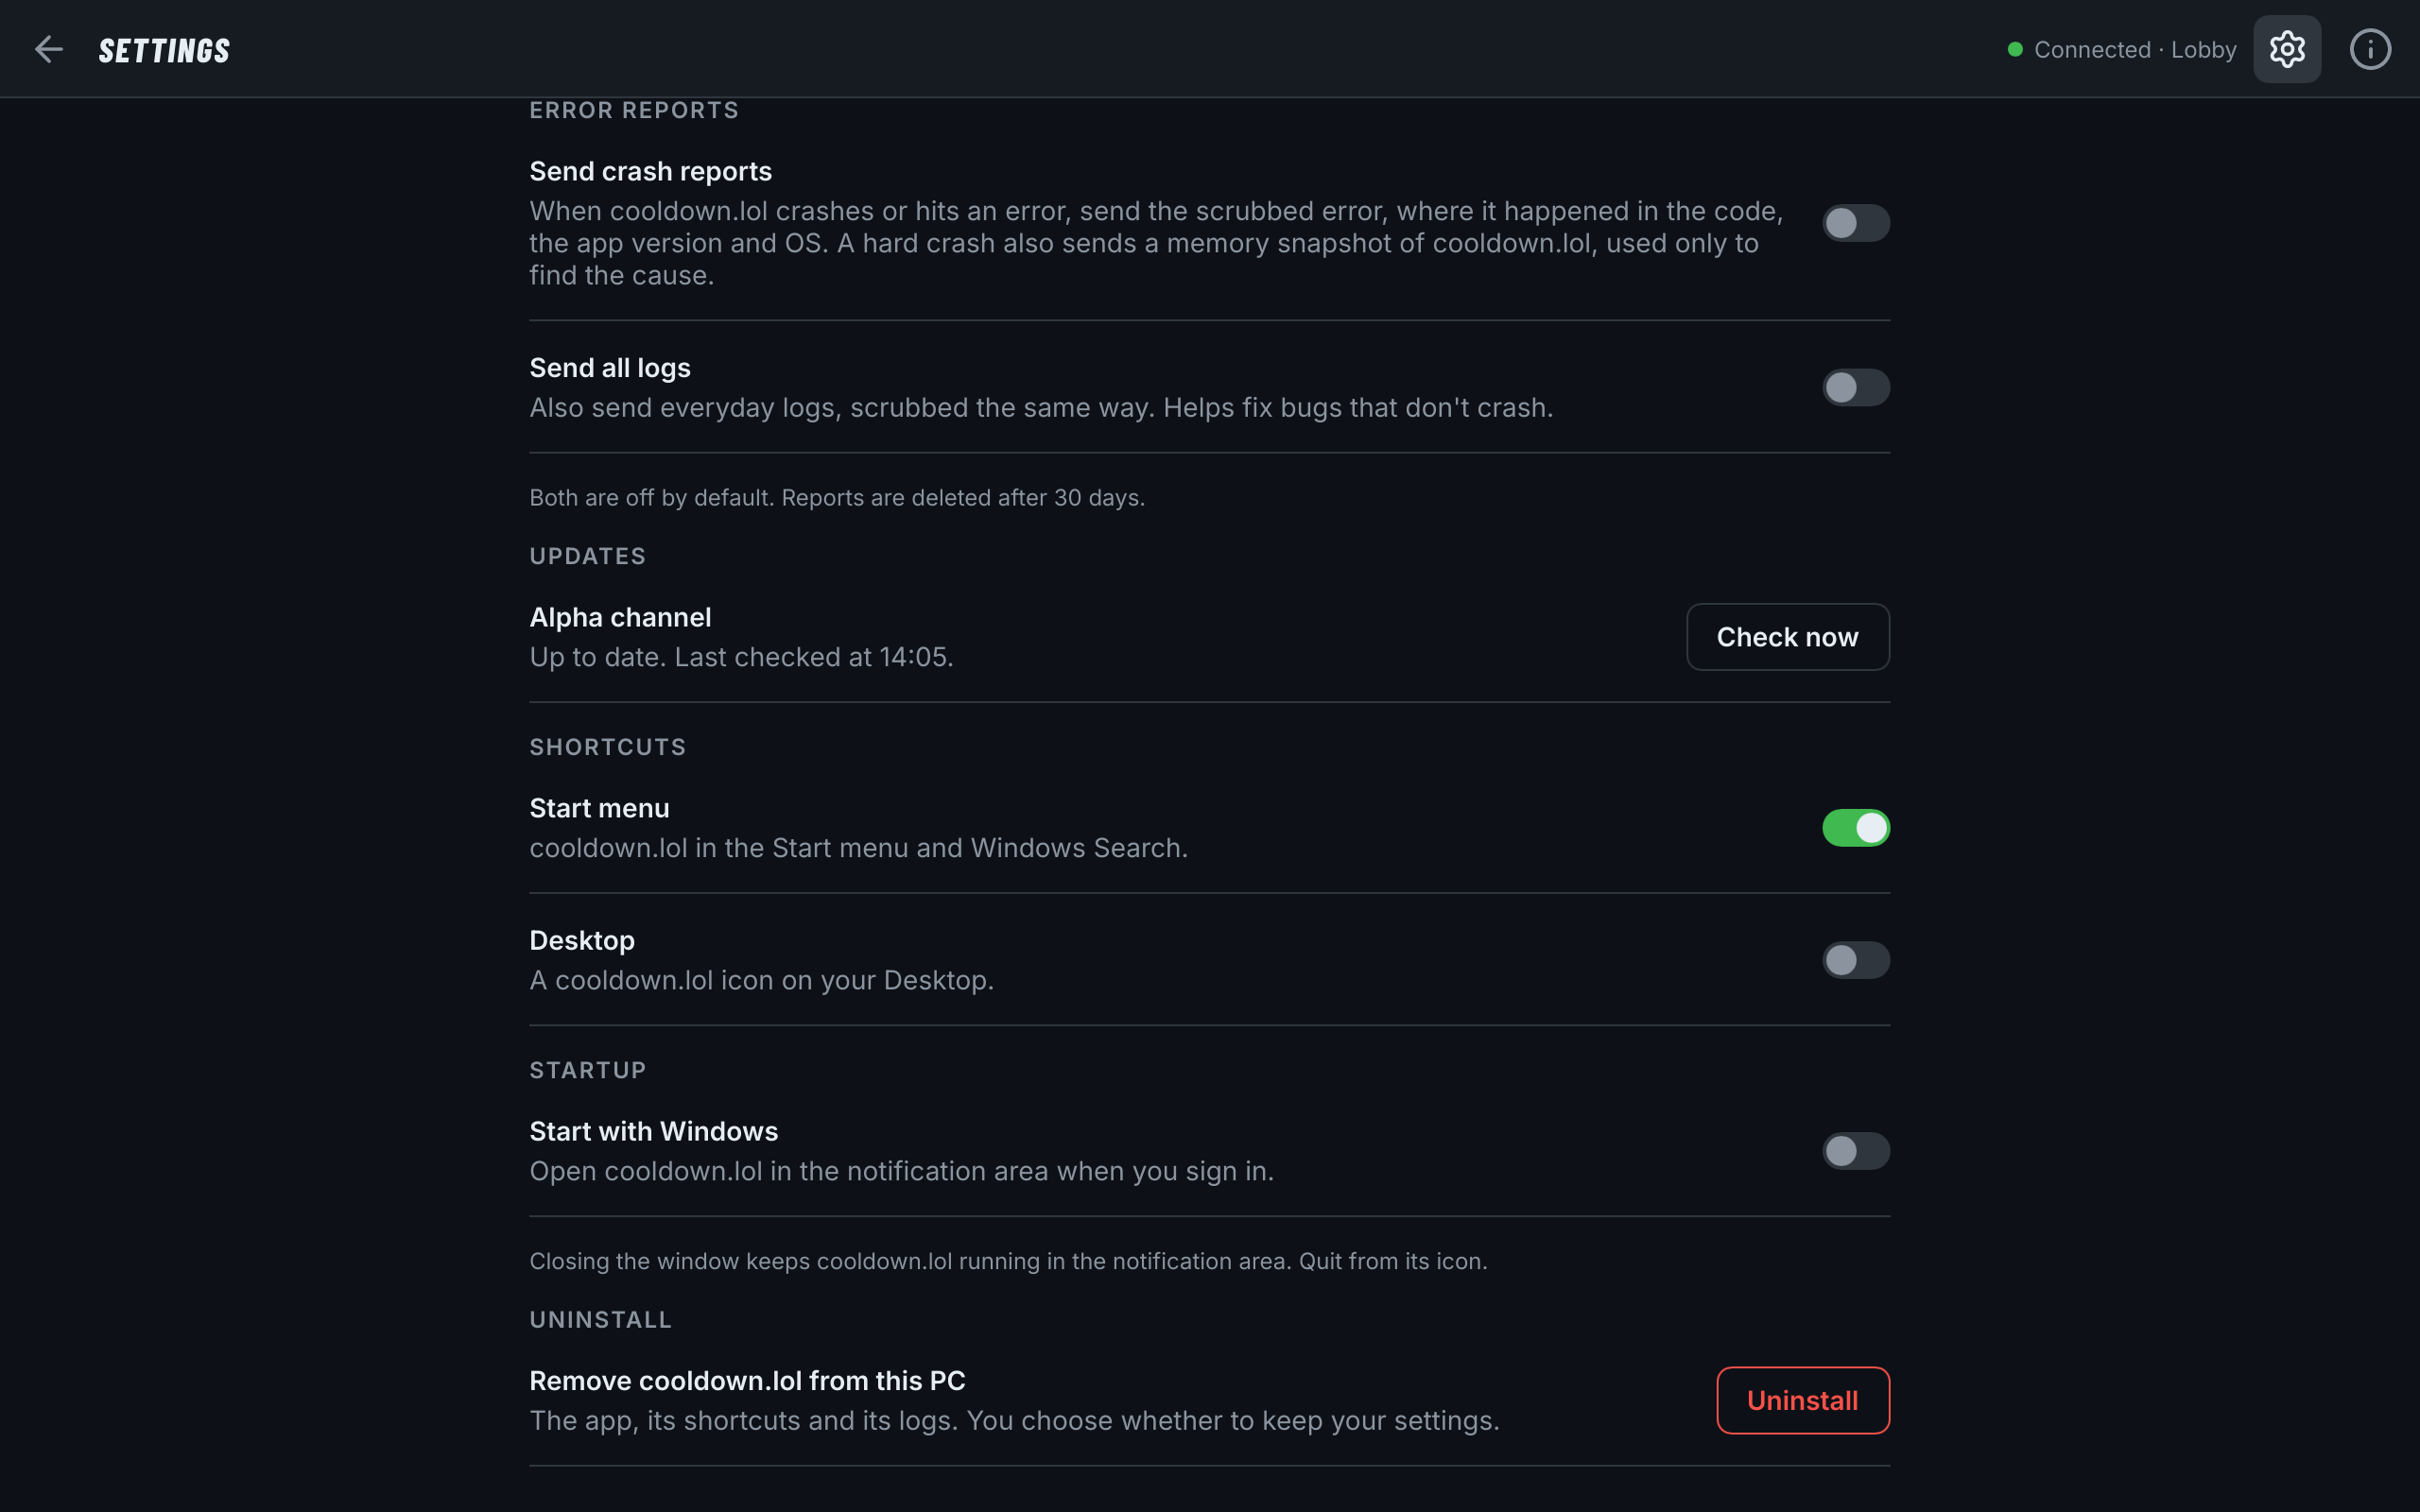 SETTINGS
Connected · Lobby
ERROR REPORTS
Send crash reports
When cooldown.lol crashes or hits an error, send the scrubbed error, where it happened in the code,
the app version and OS. A hard crash also sends a memory snapshot of cooldown.lol, used only to
find the cause.
Send all logs
Also send everyday logs, scrubbed the same way. Helps fix bugs that don't crash.
Both are off by default. Reports are deleted after 30 days.
UPDATES
Alpha channel
Up to date. Last checked at 14:05.
Check now
SHORTCUTS
Start menu
cooldown.lol in the Start menu and Windows Search.
Desktop
A cooldown.lol icon on your Desktop.
STARTUP
Start with Windows
Open cooldown.lol in the notification area when you sign in.
Closing the window keeps cooldown.lol running in the notification area. Quit from its icon.
UNINSTALL
Remove cooldown.lol from this PC
The app, its shortcuts and its logs. You choose whether to keep your settings.
Uninstall